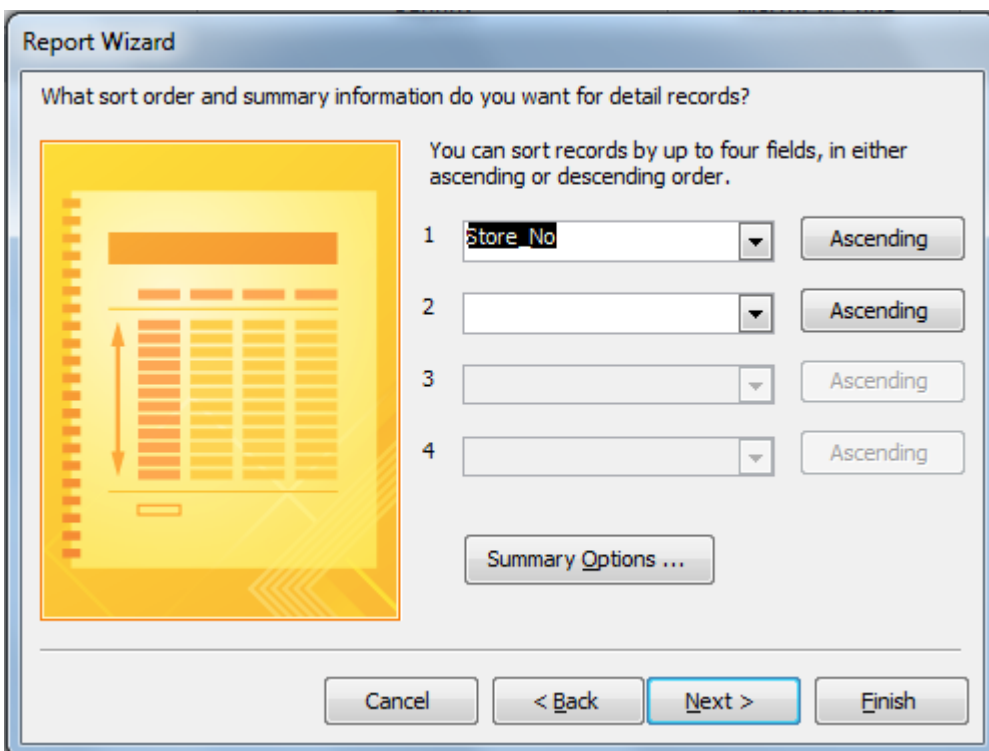 Report Wizard
What sort order and summary information do you want for detail records?
You can sort records by up to four fields, in either
ascending or descending order.
1 Store_No Ascending
2 Ascending
3 Ascending
4 Ascending
Summary Options ...
Cancel < Back Next > Finish